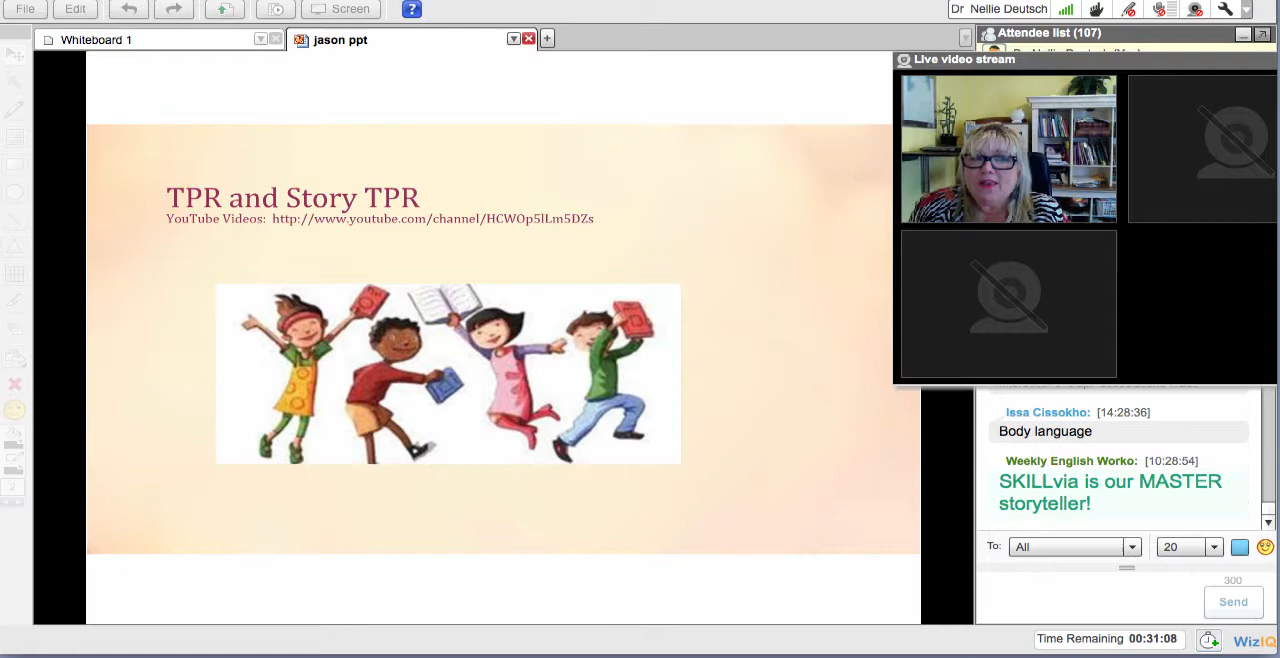 File
Edit
Screen
?
Dr Nellie Deutsch
Whiteboard 1
jason ppt
+
Attendee list (107)
Live video stream
TPR and Story TPR
YouTube Videos: http://www.youtube.com/channel/HCWOp5lLm5DZs
Issa Cissokho: [14:28:36]
Body language
Weekly English Worko: [10:28:54]
SKILLvia is our MASTER
storyteller!
To: All 20
300
Send
2
Time Remaining 00:31:08
WizIQ